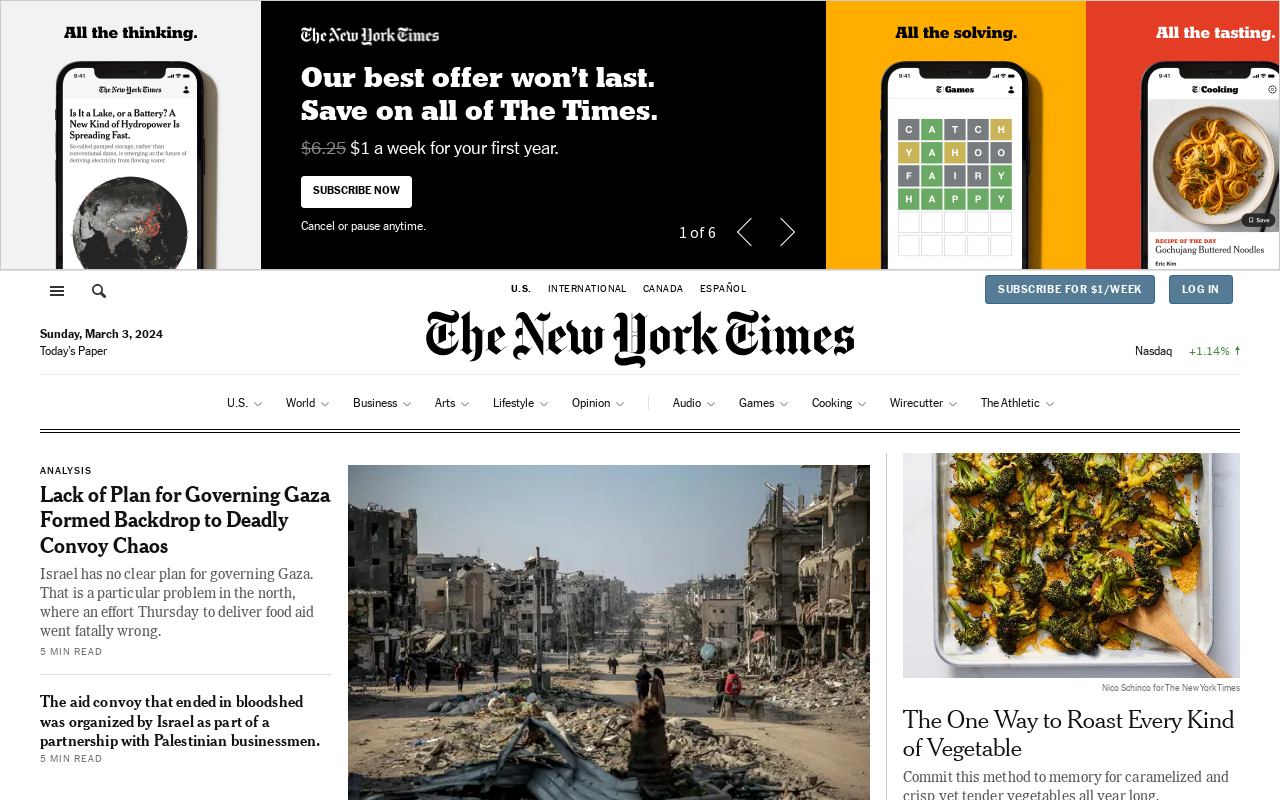 All the thinking.
9:41
The New York Times
Is It a Lake, or a Battery? A
New Kind of Hydropower Is
Spreading Fast.
So-called pumped storage, rather than
conventional dams, is emerging as the future of
deriving electricity from flowing water.
The New York Times
Our best offer won’t last.
Save on all of The Times.
$6.25 $1 a week for your first year.
SUBSCRIBE NOW
Cancel or pause anytime.
1 of 6
All the solving.
9:41
Games
C A T C H
Y A H O O
F A I R Y
H A P P Y
All the tasting.
9:41
Cooking
Save
RECIPE OF THE DAY
Gochujang Buttered Noodles
Eric Kim
U.S. INTERNATIONAL CANADA ESPAÑOL
SUBSCRIBE FOR $1/WEEK
LOG IN
Sunday, March 3, 2024
Today’s Paper
The New York Times
Nasdaq +1.14%
U.S. World Business Arts Lifestyle Opinion Audio Games Cooking Wirecutter The Athletic
ANALYSIS
Lack of Plan for Governing Gaza
Formed Backdrop to Deadly
Convoy Chaos
Israel has no clear plan for governing Gaza.
That is a particular problem in the north,
where an effort Thursday to deliver food aid
went fatally wrong.
5 MIN READ
The aid convoy that ended in bloodshed
was organized by Israel as part of a
partnership with Palestinian businessmen.
5 MIN READ
Nico Schinco for The New York Times
The One Way to Roast Every Kind
of Vegetable
Commit this method to memory for caramelized and
crisp yet tender vegetables all year long.